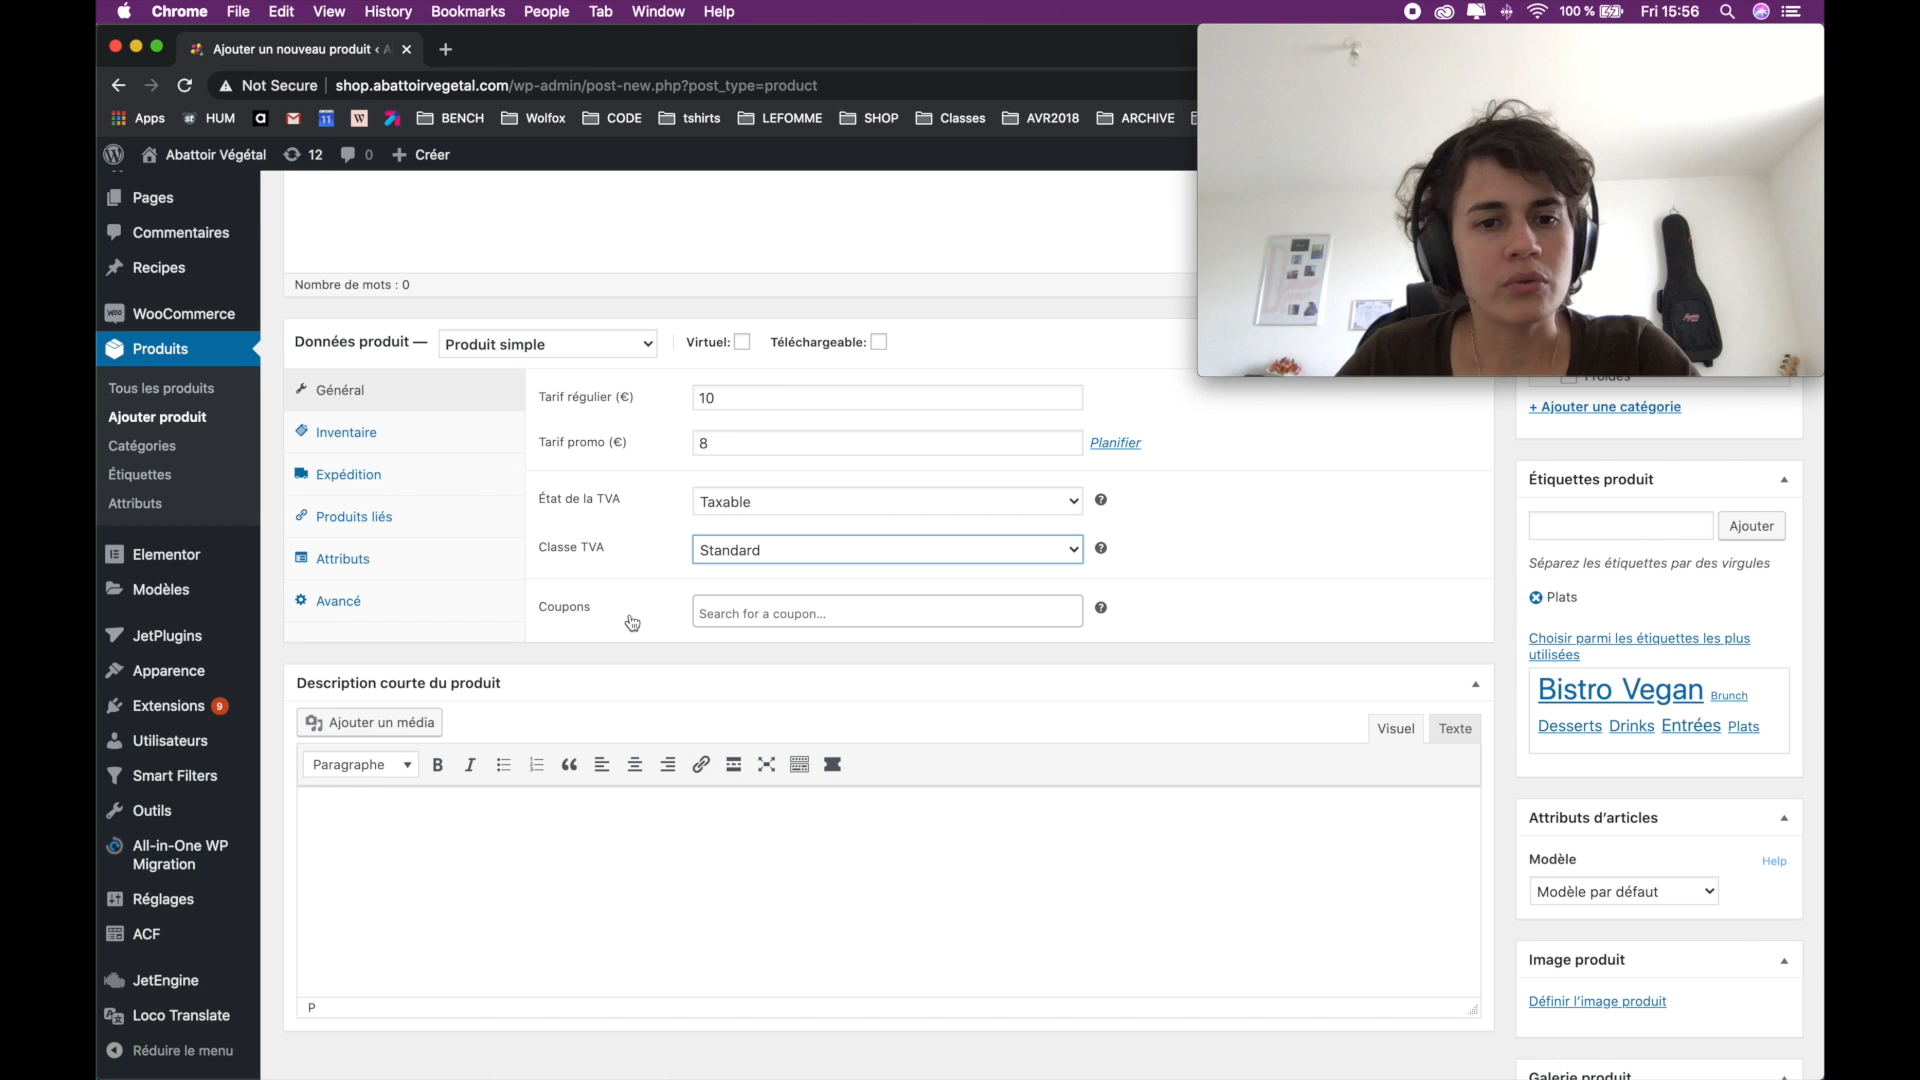 Chrome File Edit View History Bookmarks People Tab Window Help
100 % Fri 15:56
Ajouter un nouveau produit ‹ A
Not Secure shop.abattoirvegetal.com/wp-admin/post-new.php?post_type=product
Apps HUM a 11 W BENCH Wolfox CODE tshirts LEFOMME SHOP Classes AVR2018 ARCHIVE
Abattoir Végétal 12 0 + Créer
Pages
Commentaires
Recipes
WooCommerce
Produits
Tous les produits
Ajouter produit
Catégories
Étiquettes
Attributs
Elementor
Modèles
JetPlugins
Apparence
Extensions 9
Utilisateurs
Smart Filters
Outils
All-in-One WP
Migration
Réglages
ACF
JetEngine
Loco Translate
Réduire le menu
Nombre de mots : 0
Données produit — Produit simple Virtuel: Téléchargeable:
Général
Inventaire
Expédition
Produits liés
Attributs
Avancé
Tarif régulier (€) 10
Tarif promo (€) 8 Planifier
État de la TVA Taxable
Classe TVA Standard
Coupons Search for a coupon...
Description courte du produit
Ajouter un média
Visuel Texte
Paragraphe
P
+ Ajouter une catégorie
Étiquettes produit
Ajouter
Séparez les étiquettes par des virgules
Plats
Choisir parmi les étiquettes les plus
utilisées
Bistro Vegan Brunch
Desserts Drinks Entrées Plats
Attributs d'articles
Modèle Help
Modèle par défaut
Image produit
Définir l'image produit
Galerie produit